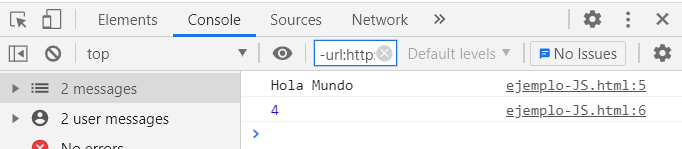 Elements Console Sources Network »
top -url:http: Default levels No Issues
2 messages
2 user messages
No errors
Hola Mundo ejemplo-JS.html:5
4 ejemplo-JS.html:6
>